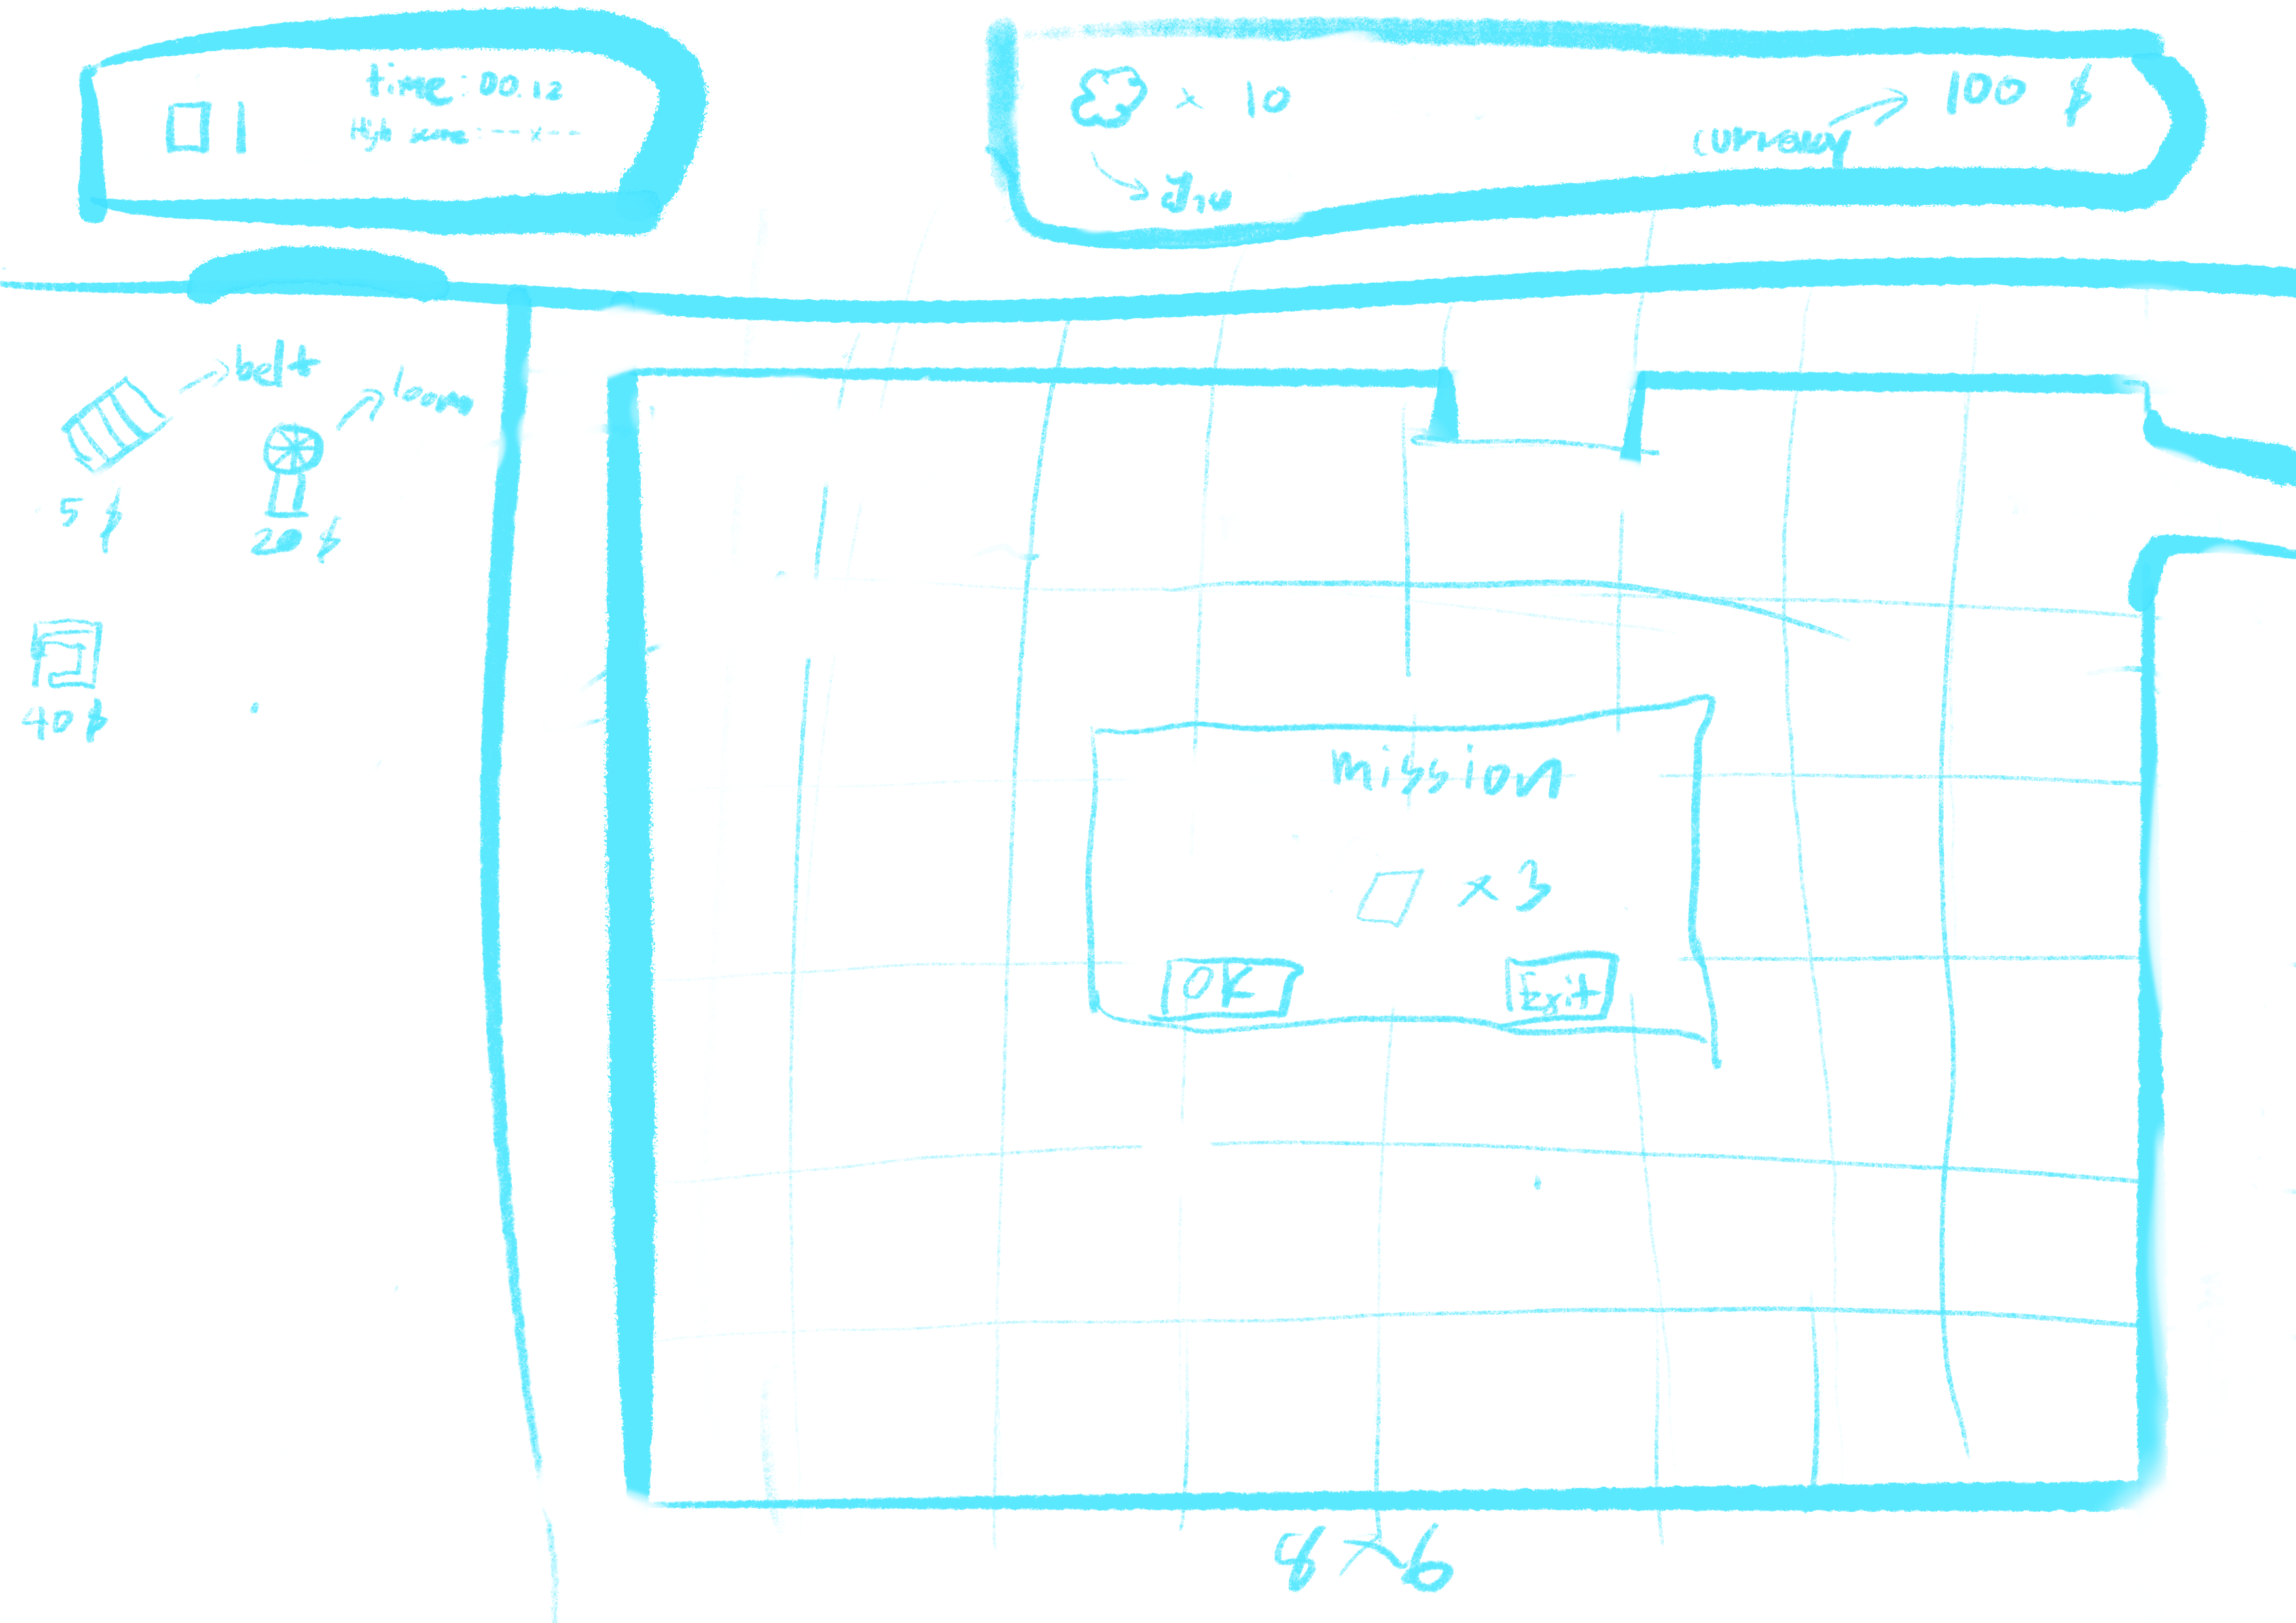 time: 00.12
High score: --x--
1
x 10
ฝ้าย
currency
100 $
belt
loom
5 $
20 $
40 $
mission
x 3
OK
Exit
8x6